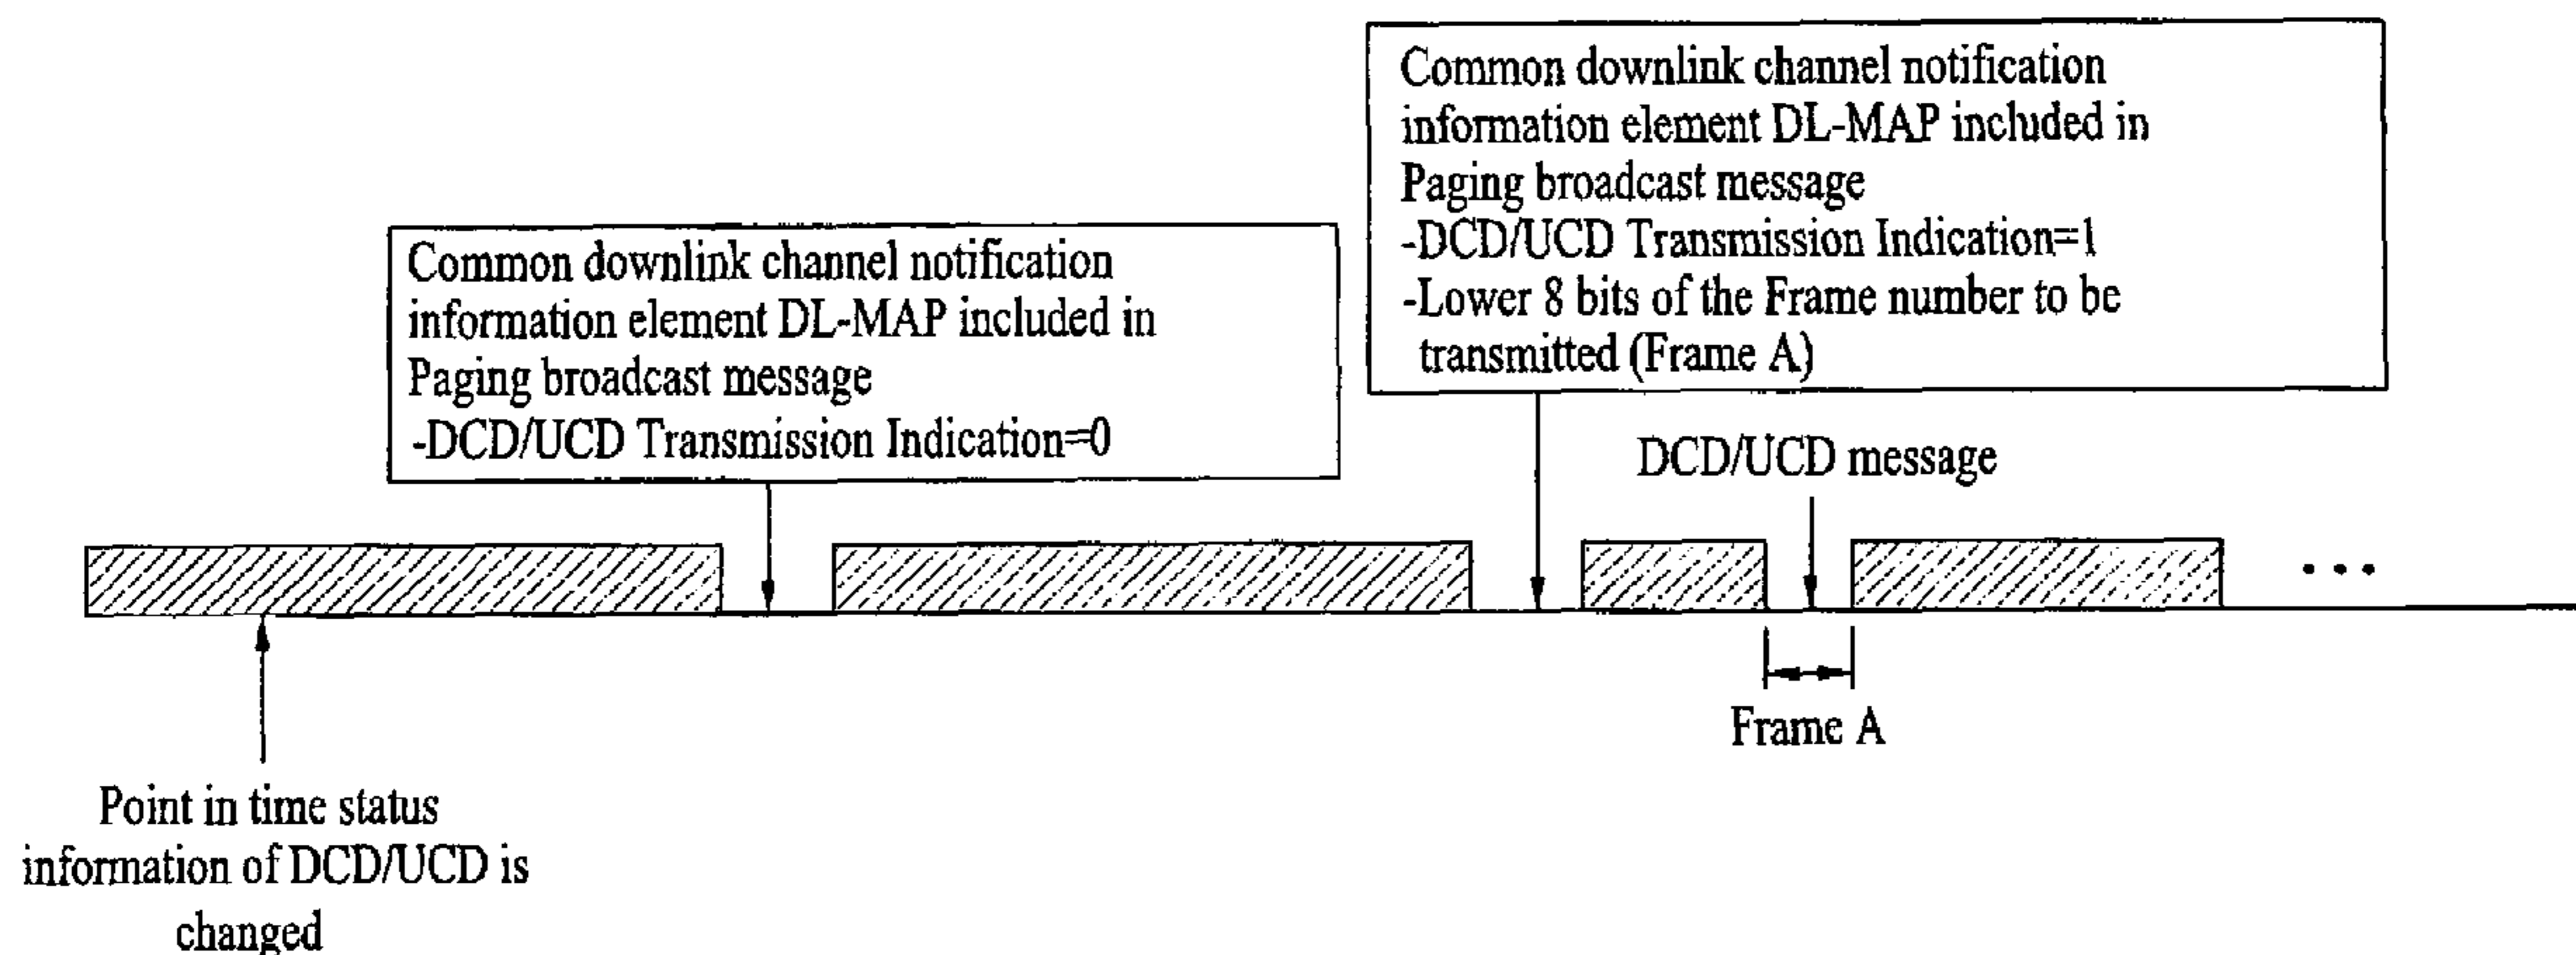 Common downlink channel notification
information element DL-MAP included in
Paging broadcast message
-DCD/UCD Transmission Indication=1
-Lower 8 bits of the Frame number to be
transmitted (Frame A)
Common downlink channel notification
information element DL-MAP included in
Paging broadcast message
-DCD/UCD Transmission Indication=0
DCD/UCD message
Frame A
Point in time status
information of DCD/UCD is
changed